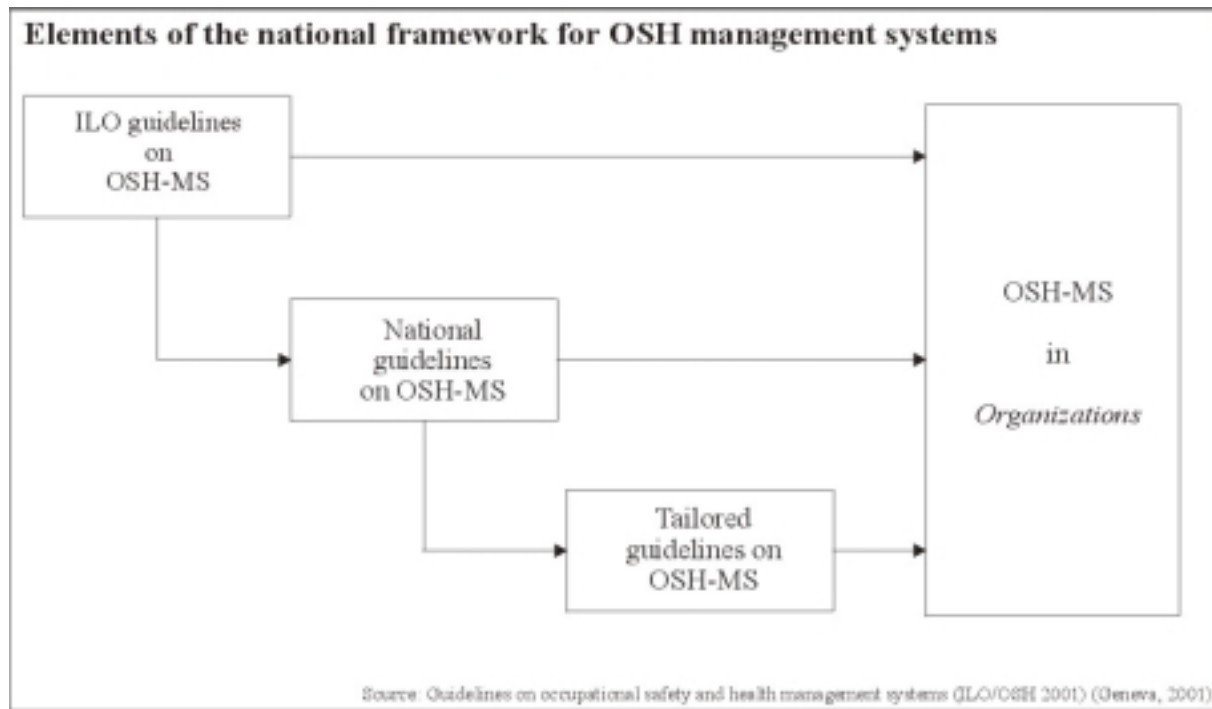 Elements of the national framework for OSH management systems
ILO guidelines
on
OSH-MS
National
guidelines
on OSH-MS
Tailored
guidelines on
OSH-MS
OSH-MS
in
Organizations
Source: Guidelines on occupational safety and health management systems (ILO/OSH 2001) (Geneva, 2001)